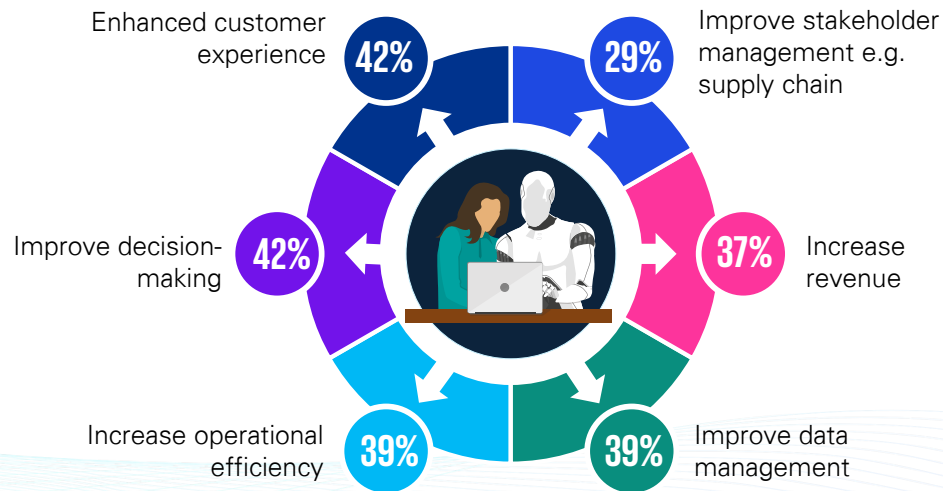 Enhanced customer
experience
42%
29%
Improve stakeholder
management e.g.
supply chain
Improve decision-
making
42%
37%
Increase
revenue
Increase operational
efficiency
39%
39%
Improve data
management